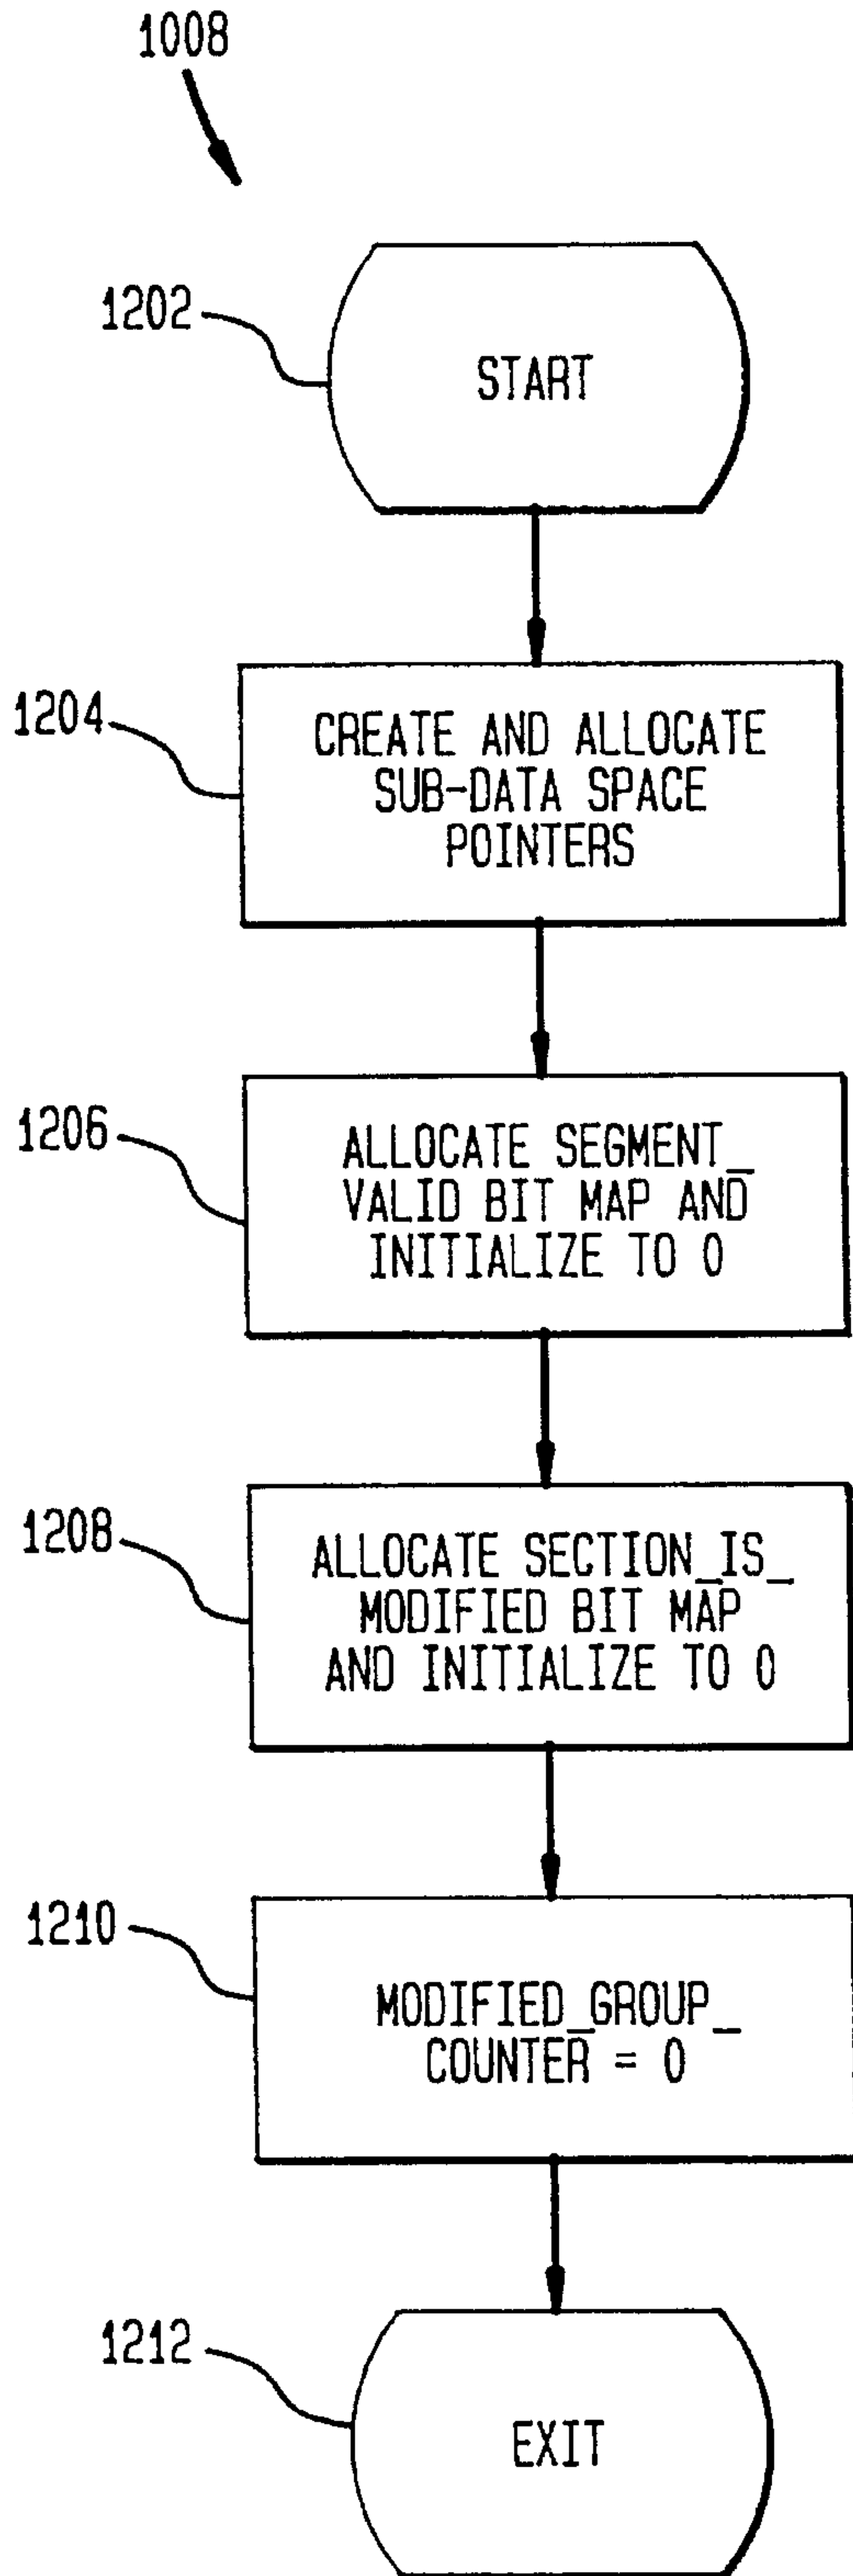 1008
1202
START
1204
CREATE AND ALLOCATE
SUB-DATA SPACE
POINTERS
1206
ALLOCATE SEGMENT_
VALID BIT MAP AND
INITIALIZE TO 0
1208
ALLOCATE SECTION_IS_
MODIFIED BIT MAP
AND INITIALIZE TO 0
1210
MODIFIED_GROUP_
COUNTER = 0
1212
EXIT